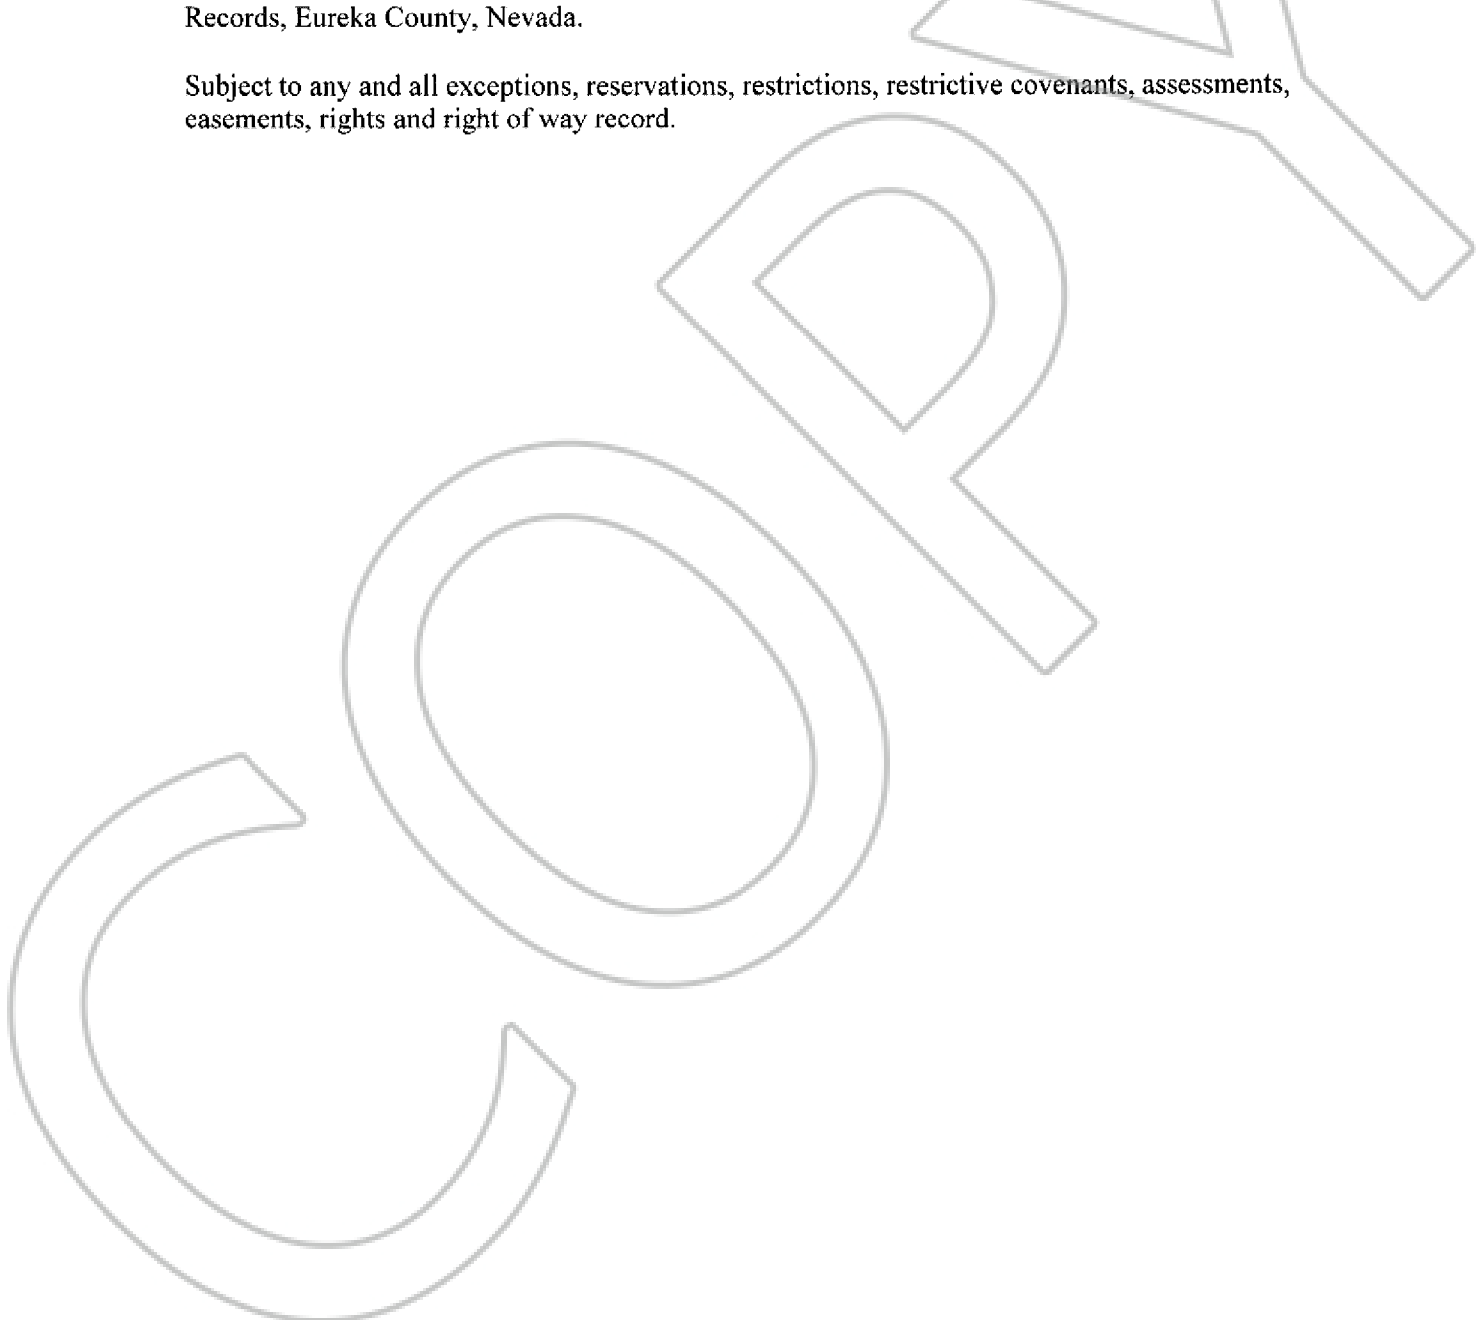 Records, Eureka County, Nevada.
Subject to any and all exceptions, reservations, restrictions, restrictive covenants, assessments,
easements, rights and right of way record.
COPY